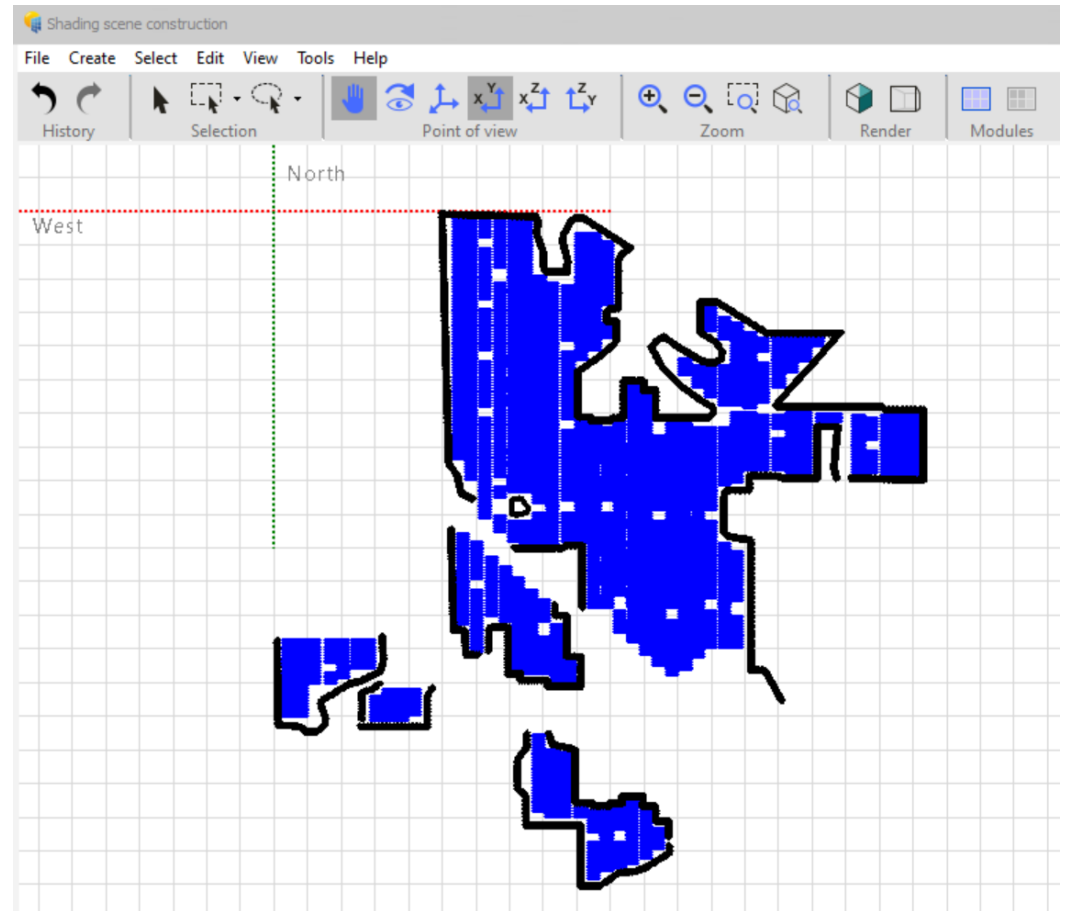 Shading scene construction
File Create Select Edit View Tools Help
X Y X Z Z Y
History Selection Point of view Zoom Render Modules
North
West